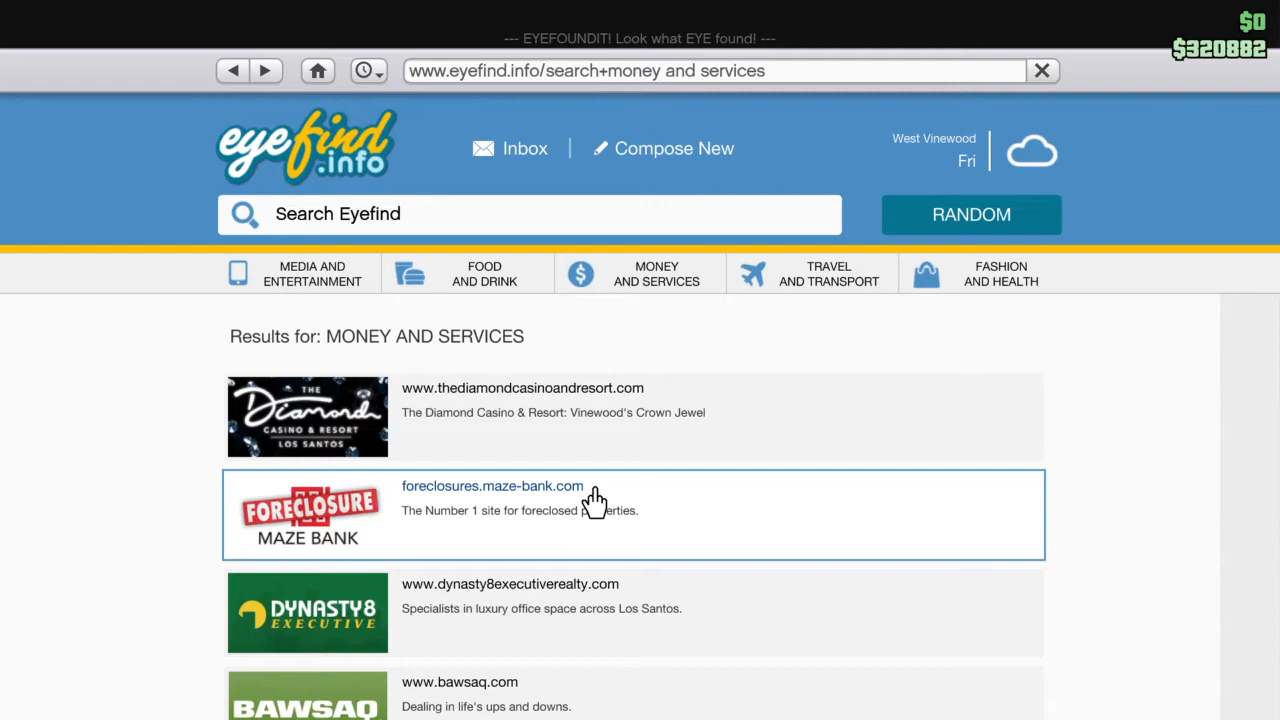 $0
--- EYEFOUNDIT! Look what EYE found! ---
$320882
www.eyefind.info/search+money and services
eyefind
.info
Inbox
Compose New
West Vinewood
Fri
Search Eyefind
RANDOM
MEDIA AND
ENTERTAINMENT
FOOD
AND DRINK
MONEY
AND SERVICES
TRAVEL
AND TRANSPORT
FASHION
AND HEALTH
Results for: MONEY AND SERVICES
THE
Diamond
CASINO & RESORT
LOS SANTOS
www.thediamondcasinoandresort.com
The Diamond Casino & Resort: Vinewood's Crown Jewel
FORECLOSURE
MAZE BANK
foreclosures.maze-bank.com
The Number 1 site for foreclosed properties.
DYNASTY8
EXECUTIVE
www.dynasty8executiverealty.com
Specialists in luxury office space across Los Santos.
BAWSAQ
www.bawsaq.com
Dealing in life's ups and downs.